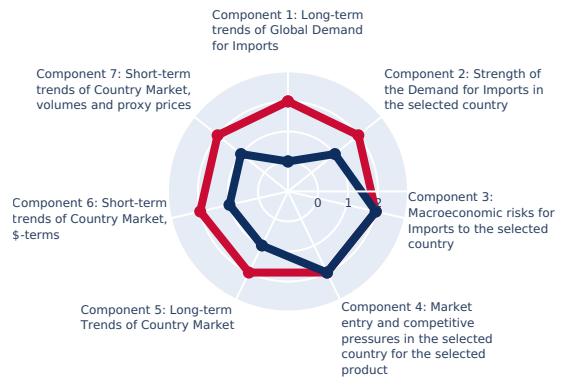 Component 1: Long-term
trends of Global Demand
for Imports
Component 7: Short-term
trends of Country Market,
volumes and proxy prices
Component 2: Strength of
the Demand for Imports in
the selected country
Component 6: Short-term
trends of Country Market,
$-terms
0 1 2
Component 3:
Macroeconomic risks for
Imports to the selected
country
Component 5: Long-term
Trends of Country Market
Component 4: Market
entry and competitive
pressures in the selected
country for the selected
product